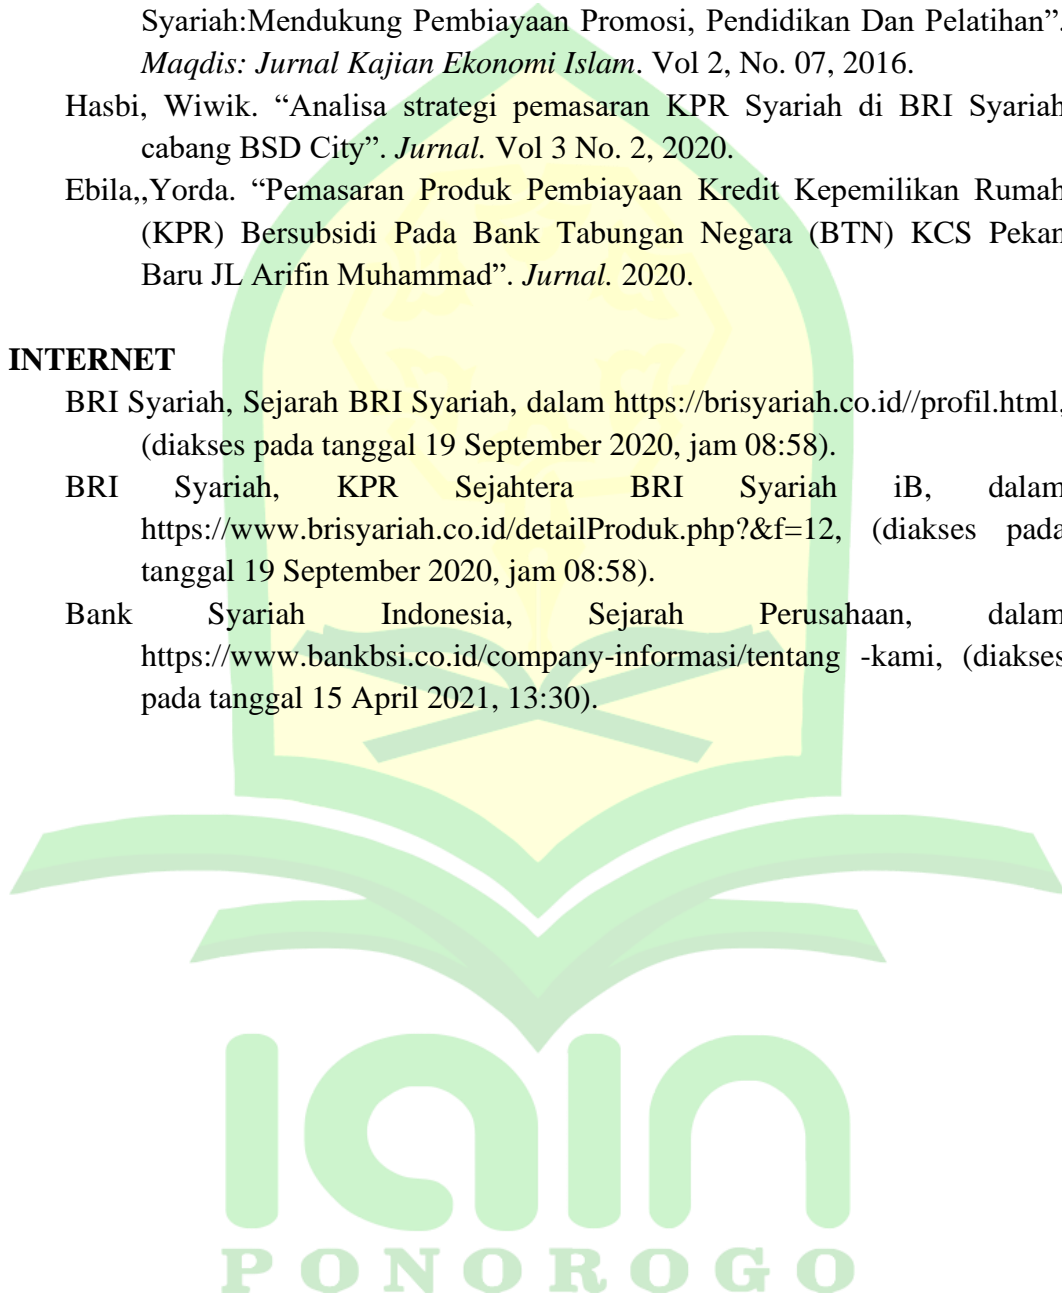 Syariah:Mendukung Pembiayaan Promosi, Pendidikan Dan Pelatihan”.
Maqdis: Jurnal Kajian Ekonomi Islam. Vol 2, No. 07, 2016.
Hasbi, Wiwik. “Analisa strategi pemasaran KPR Syariah di BRI Syariah
cabang BSD City”. Jurnal. Vol 3 No. 2, 2020.
Ebila,,Yorda. “Pemasaran Produk Pembiayaan Kredit Kepemilikan Rumah
(KPR) Bersubsidi Pada Bank Tabungan Negara (BTN) KCS Pekan
Baru JL Arifin Muhammad”. Jurnal. 2020.
INTERNET
BRI Syariah, Sejarah BRI Syariah, dalam https://brisyariah.co.id//profil.html,
(diakses pada tanggal 19 September 2020, jam 08:58).
BRI Syariah, KPR Sejahtera BRI Syariah iB, dalam
https://www.brisyariah.co.id/detailProduk.php?&f=12, (diakses pada
tanggal 19 September 2020, jam 08:58).
Bank Syariah Indonesia, Sejarah Perusahaan, dalam
https://www.bankbsi.co.id/company-informasi/tentang -kami, (diakses
pada tanggal 15 April 2021, 13:30).
iain
PONOROGO